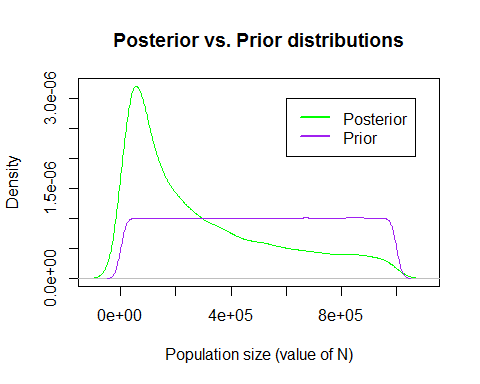 Posterior vs. Prior distributions
3.0e-06
1.5e-06
0.0e+00
Density
Posterior
Prior
0e+00 4e+05 8e+05
Population size (value of N)